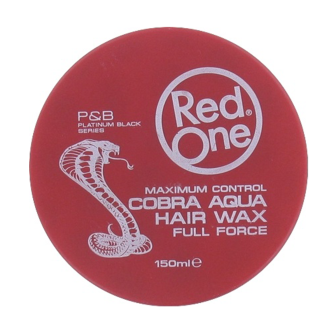 P&B
PLATINUM BLACK
SERIES
Red
One®
MAXIMUM CONTROL
COBRA AQUA
HAIR WAX
FULL FORCE
150ml℮